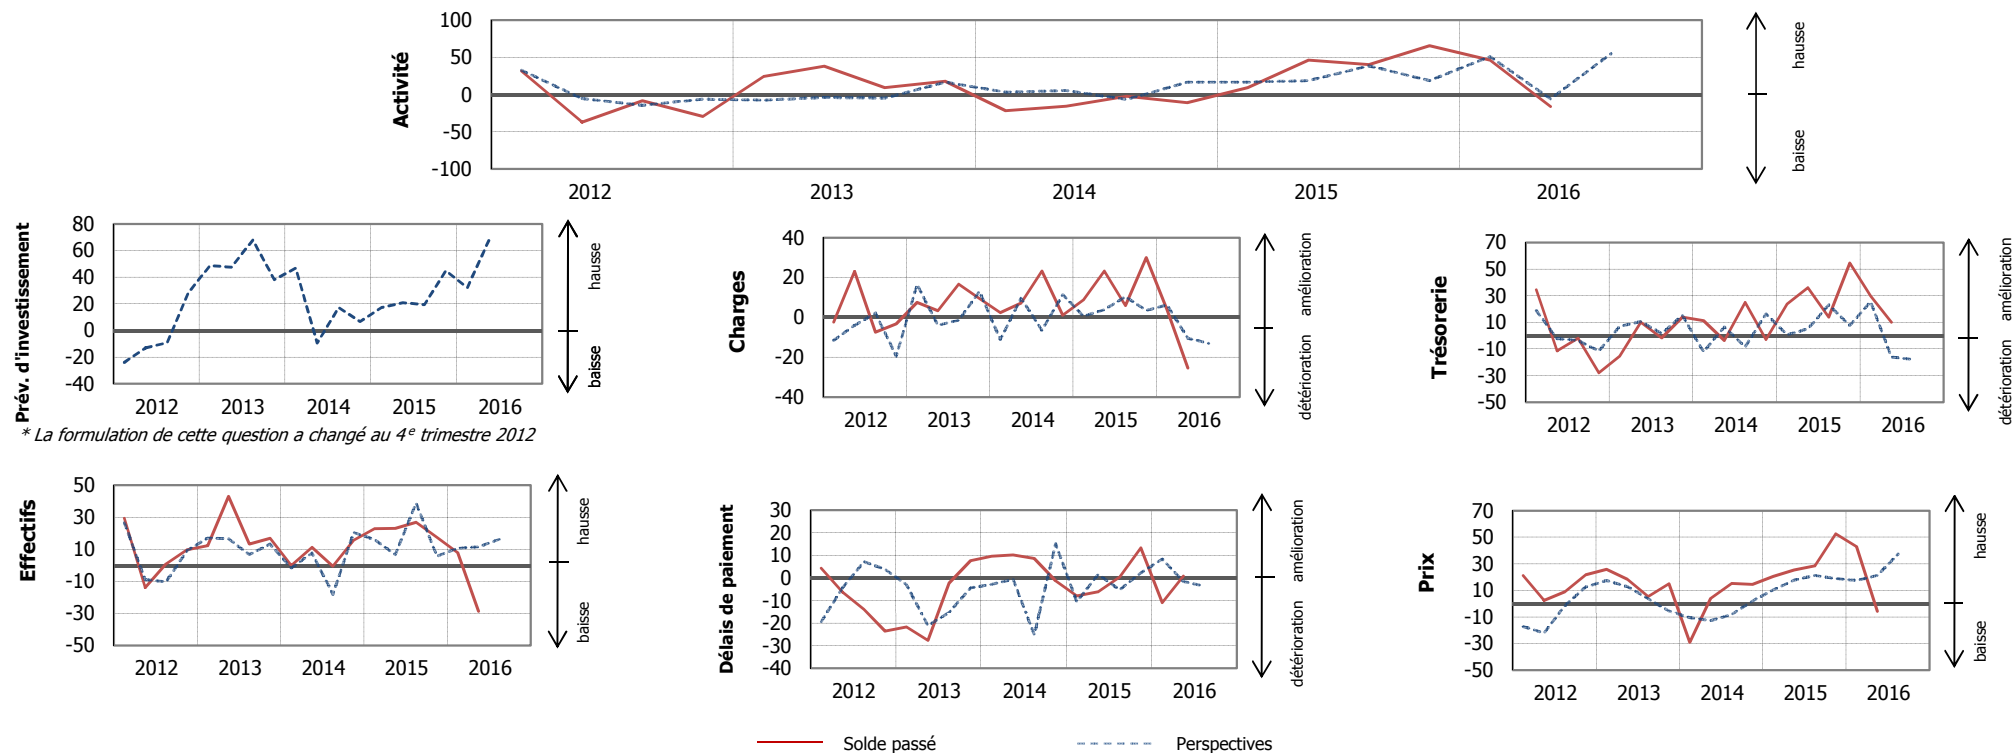 Activité
100
50
0
-50
-100
2012 2013 2014 2015 2016
hausse
baisse
Prév. d'investissement
80
60
40
20
0
-20
-40
2012 2013 2014 2015 2016
hausse
baisse
* La formulation de cette question a changé au 4e trimestre 2012
Charges
40
20
0
-20
-40
2012 2013 2014 2015 2016
amélioration
détérioration
Trésorerie
70
50
30
10
-10
-30
-50
2012 2013 2014 2015 2016
amélioration
détérioration
Effectifs
50
30
10
-10
-30
-50
2012 2013 2014 2015 2016
hausse
baisse
Délais de paiement
30
20
10
0
-10
-20
-30
-40
2012 2013 2014 2015 2016
amélioration
détérioration
Prix
70
50
30
10
-10
-30
-50
2012 2013 2014 2015 2016
hausse
baisse
Solde passé Perspectives